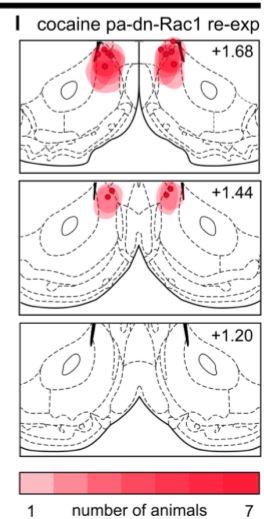 I cocaine pa-dn-Rac1 re-exp
+1.68
+1.44
+1.20
1 number of animals 7